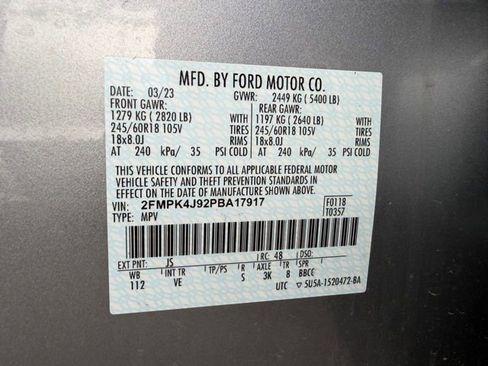 MFD. BY FORD MOTOR CO.
DATE: 03/23 GVWR: 2449 KG ( 5400 LB)
FRONT GAWR: REAR GAWR:
1279 KG ( 2820 LB) WITH 1197 KG ( 2640 LB) WITH
245/60R18 105V TIRES 245/60R18 105V TIRES
18x8.0J RIMS 18x8.0J RIMS
AT 240 kPa/ 35 PSI COLD AT 240 kPa/ 35 PSI COLD
THIS VEHICLE CONFORMS TO ALL APPLICABLE FEDERAL MOTOR
VEHICLE SAFETY, BUMPER, AND THEFT PREVENTION STANDARDS IN
EFFECT ON THE DATE OF MANUFACTURE SHOWN ABOVE.
VIN: 2FMPK4J92PBA17917 F0118
TYPE: MPV T0357
EXT PNT: JS RC: 48 DSO:
WB INT TR TP/PS R AXLE TR SPR
112 VE 5 3K 8 BBCE
UTC 5U5A-1520472-BA